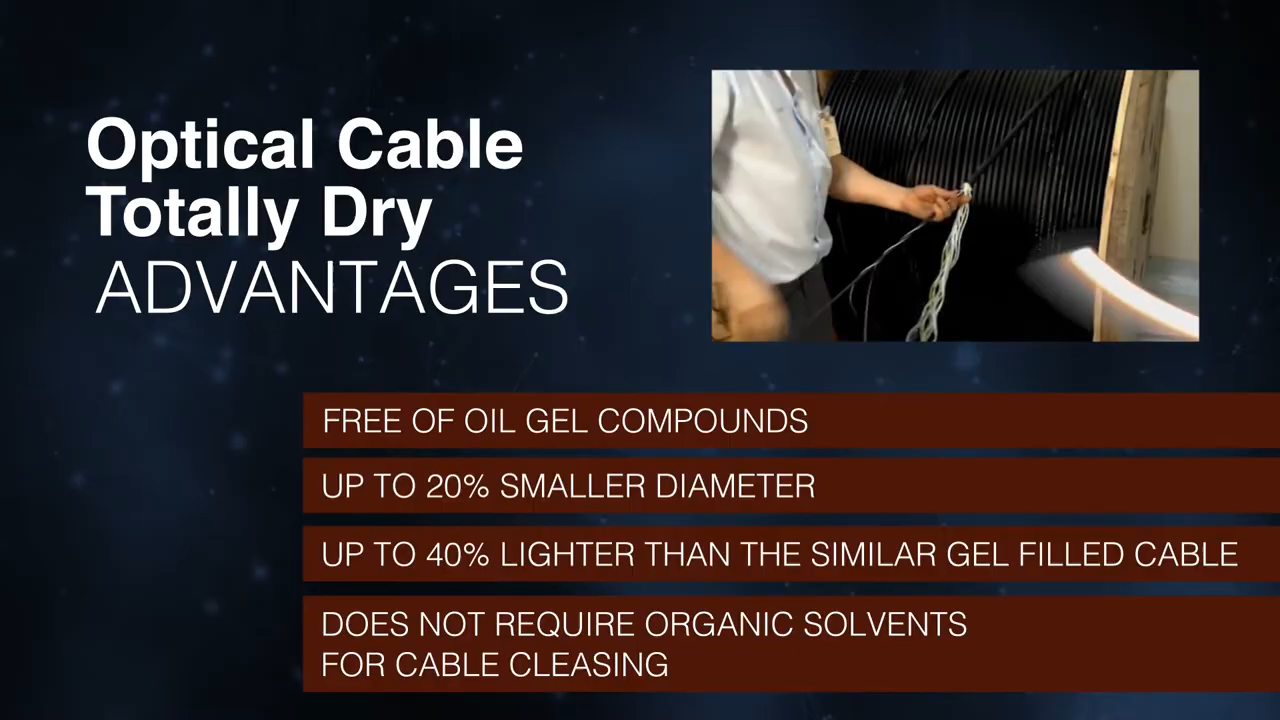 Optical Cable
Totally Dry
ADVANTAGES
FREE OF OIL GEL COMPOUNDS
UP TO 20% SMALLER DIAMETER
UP TO 40% LIGHTER THAN THE SIMILAR GEL FILLED CABLE
DOES NOT REQUIRE ORGANIC SOLVENTS
FOR CABLE CLEASING